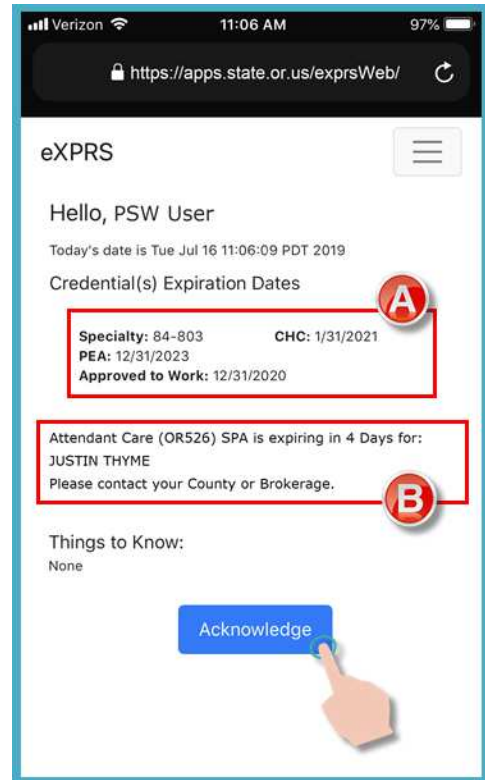 Verizon 11:06 AM 97%
https://apps.state.or.us/exprsWeb/
eXPRS
Hello, PSW User
Today's date is Tue Jul 16 11:06:09 PDT 2019
Credential(s) Expiration Dates
A
Specialty: 84-803 CHC: 1/31/2021
PEA: 12/31/2023
Approved to Work: 12/31/2020
Attendant Care (OR526) SPA is expiring in 4 Days for:
JUSTIN THYME
Please contact your County or Brokerage.
B
Things to Know:
None
Acknowledge